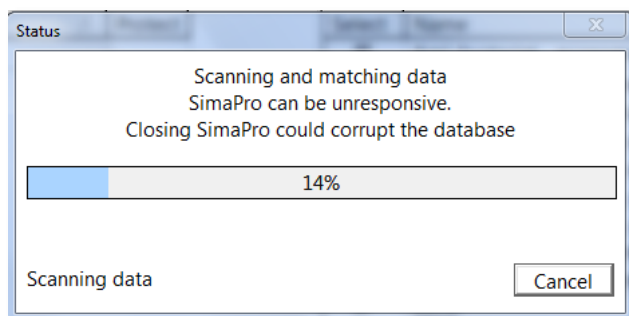 Status
Scanning and matching data
SimaPro can be unresponsive.
Closing SimaPro could corrupt the database
14%
Scanning data
Cancel